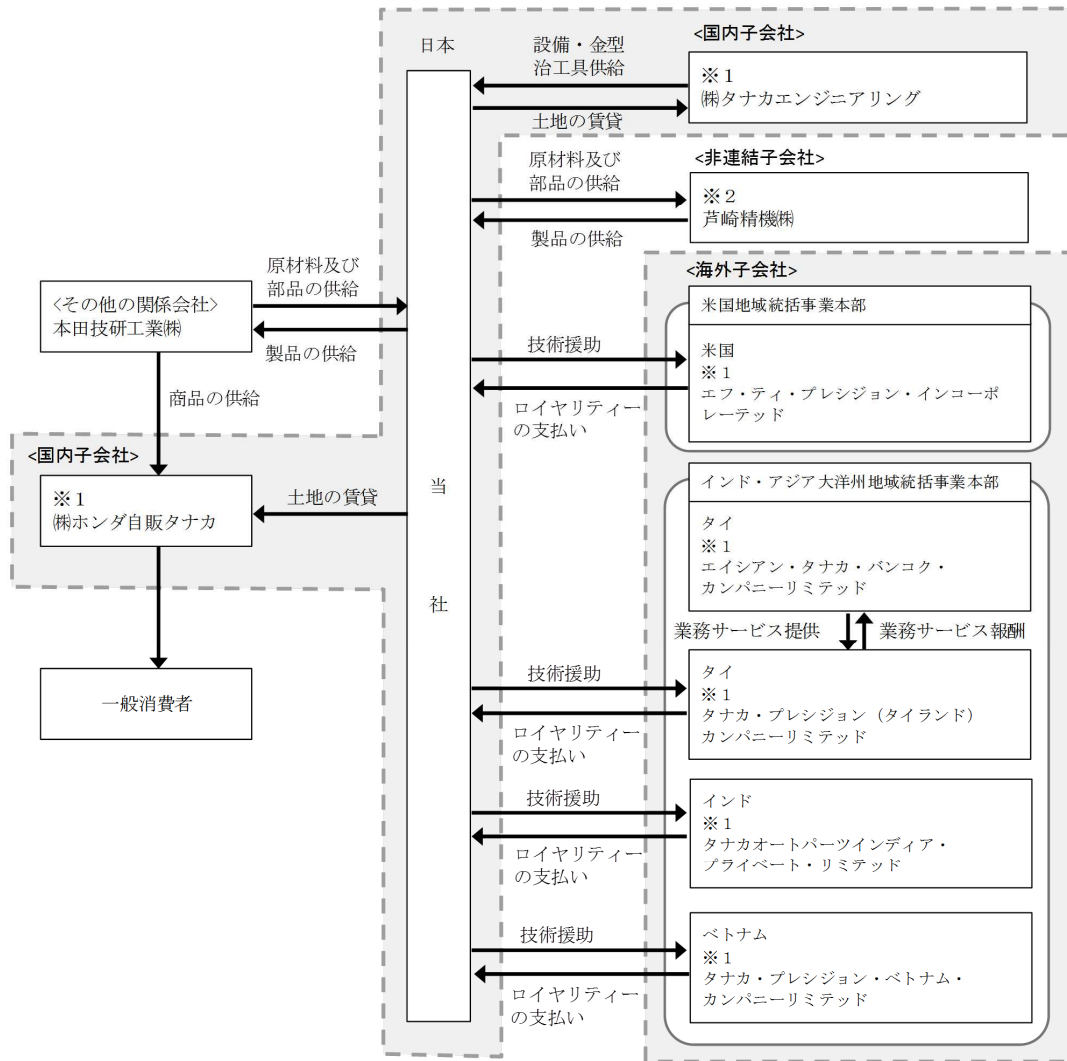 日本
設備・金型
治工具供給
土地の賃貸
<国内子会社>
※１
㈱タナカエンジニアリング
原材料及び
部品の供給
製品の供給
<非連結子会社>
※２
芦崎精機㈱
<その他の関係会社>
本田技研工業㈱
原材料及び
部品の供給
製品の供給
商品の供給
<国内子会社>
※１
㈱ホンダ自販タナカ
土地の賃貸
一般消費者
当
社
<海外子会社>
米国地域統括事業本部
技術援助
ロイヤリティー
の支払い
米国
※１
エフ・ティ・プレシジョン・インコーポ
レーテッド
インド・アジア大洋州地域統括事業本部
タイ
※１
エイシアン・タナカ・バンコク・
カンパニーリミテッド
業務サービス提供
業務サービス報酬
技術援助
ロイヤリティー
の支払い
タイ
※１
タナカ・プレシジョン（タイランド）
カンパニーリミテッド
技術援助
ロイヤリティー
の支払い
インド
※１
タナカオートパーツインディア・
プライベート・リミテッド
技術援助
ロイヤリティー
の支払い
ベトナム
※１
タナカ・プレシジョン・ベトナム・
カンパニーリミテッド